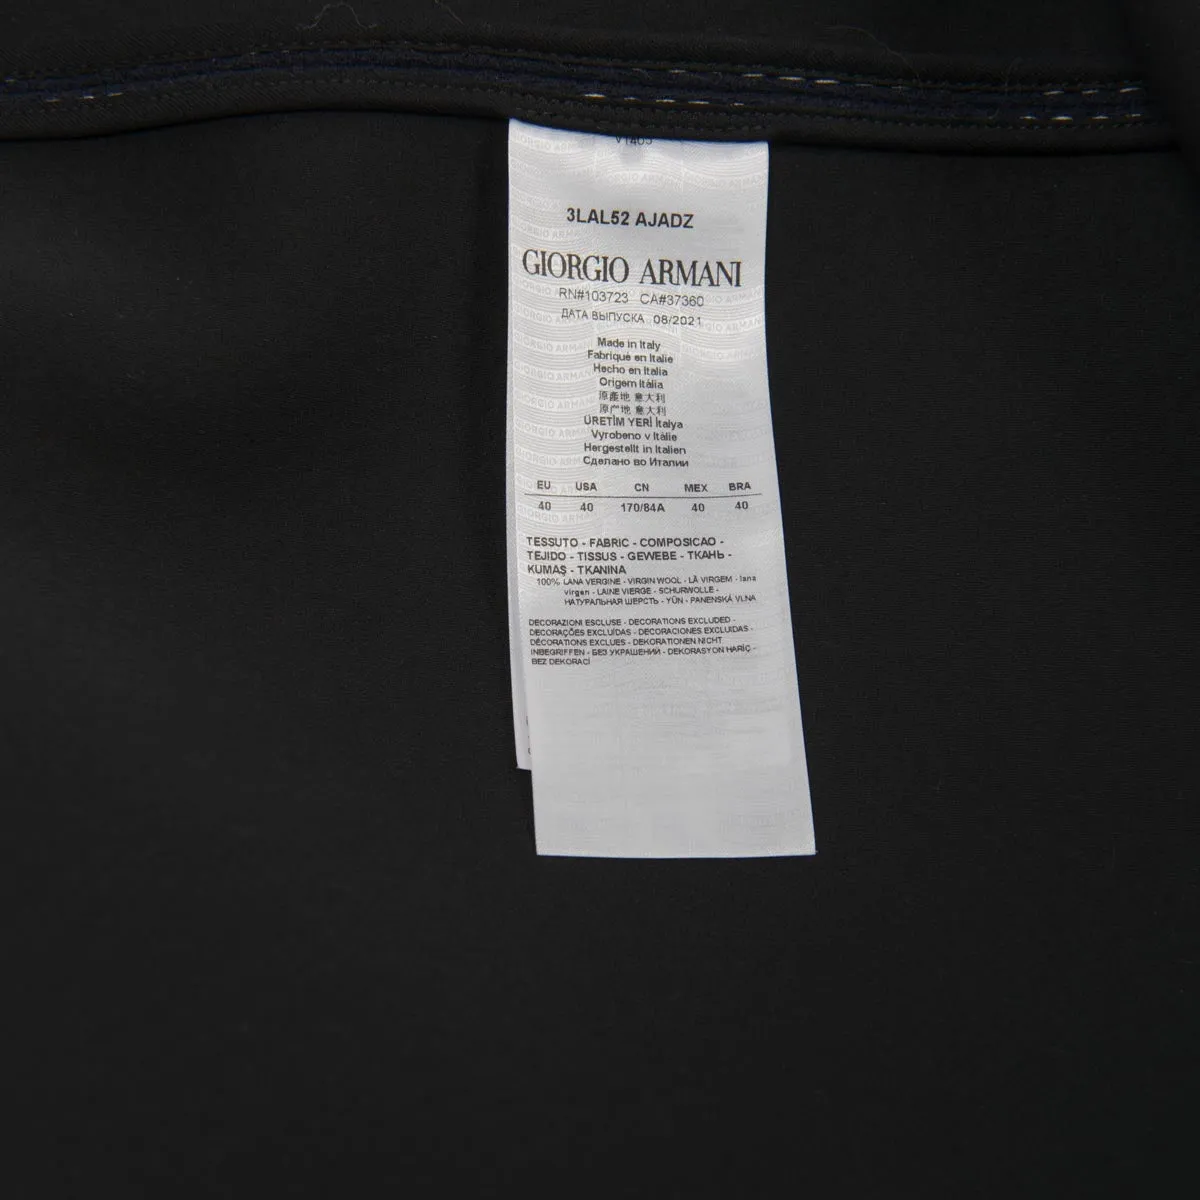 3LAL52 AJADZ
GIORGIO ARMANI
RN#103723 CA#37360
ДАТА ВЫПУСКА 08/2021
Made in Italy
Fabriqué en Italie
Hecho en Italia
Origem Itália
原產地 意大利
原产地 意大利
ÜRETİM YERİ İtalya
Vyrobeno v Itálie
Hergestellt in Italien
Сделано во Италии
EU USA CN MEX BRA
40 40 170/84A 40 40
TESSUTO - FABRIC - COMPOSICAO -
TEJIDO - TISSUS - GEWEBE - ТКАНЬ -
KUMAŞ - TKANINA
100% LANA VERGINE - VIRGIN WOOL - LÃ VIRGEM - lana
virgen - LAINE VIERGE - SCHURWOLLE -
НАТУРАЛЬНАЯ ШЕРСТЬ - YÜN - PANENSKÁ VLNA
DECORAZIONI ESCLUSE - DECORATIONS EXCLUDED -
DECORAÇÕES EXCLUÍDAS - DECORACIONES EXCLUIDAS -
DÉCORATIONS EXCLUES - DEKORATIONEN NICHT
INBEGRIFFEN - БЕЗ УКРАШЕНИЙ - DEKORASYON HARİÇ -
BEZ DEKORACÍ